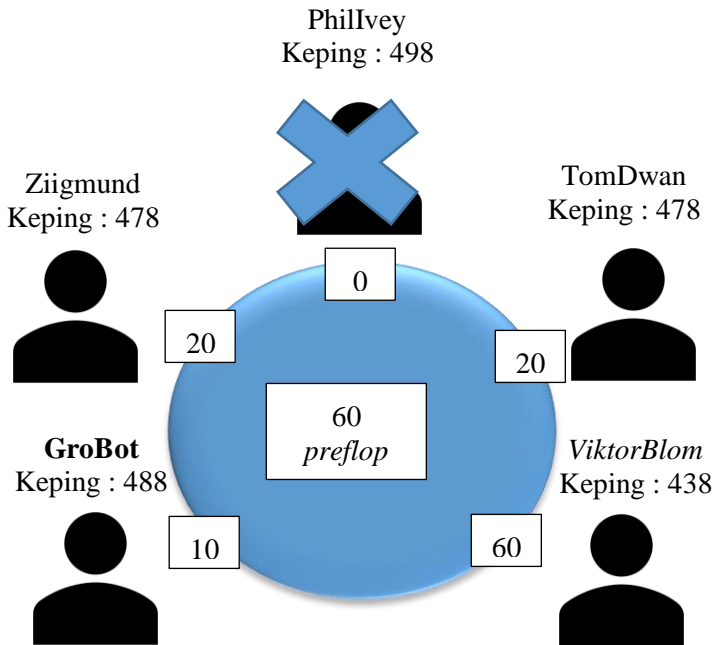 PhilIvey
Keping : 498
Ziigmund
Keping : 478
TomDwan
Keping : 478
0
20
20
60
preflop
GroBot
Keping : 488
ViktorBlom
Keping : 438
10
60